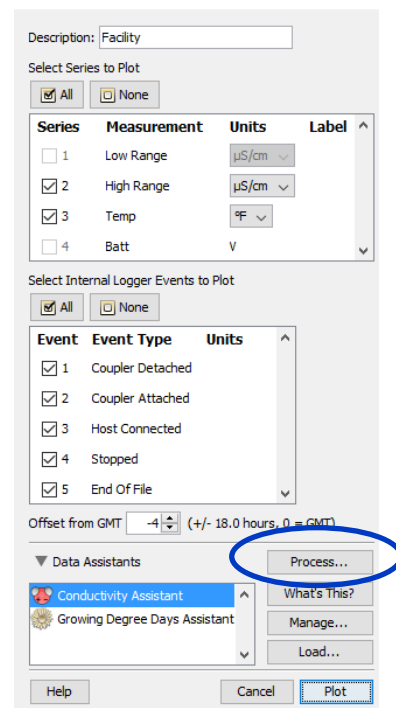 Description: Facility
Select Series to Plot
All None
Series Measurement Units Label
1 Low Range µS/cm
2 High Range µS/cm
3 Temp °F
4 Batt V
Select Internal Logger Events to Plot
All None
Event Event Type Units
1 Coupler Detached
2 Coupler Attached
3 Host Connected
4 Stopped
5 End Of File
Offset from GMT -4 (+/- 18.0 hours, 0 = GMT)
Data Assistants Process...
Conductivity Assistant What's This?
Growing Degree Days Assistant Manage...
Load...
Help Cancel Plot